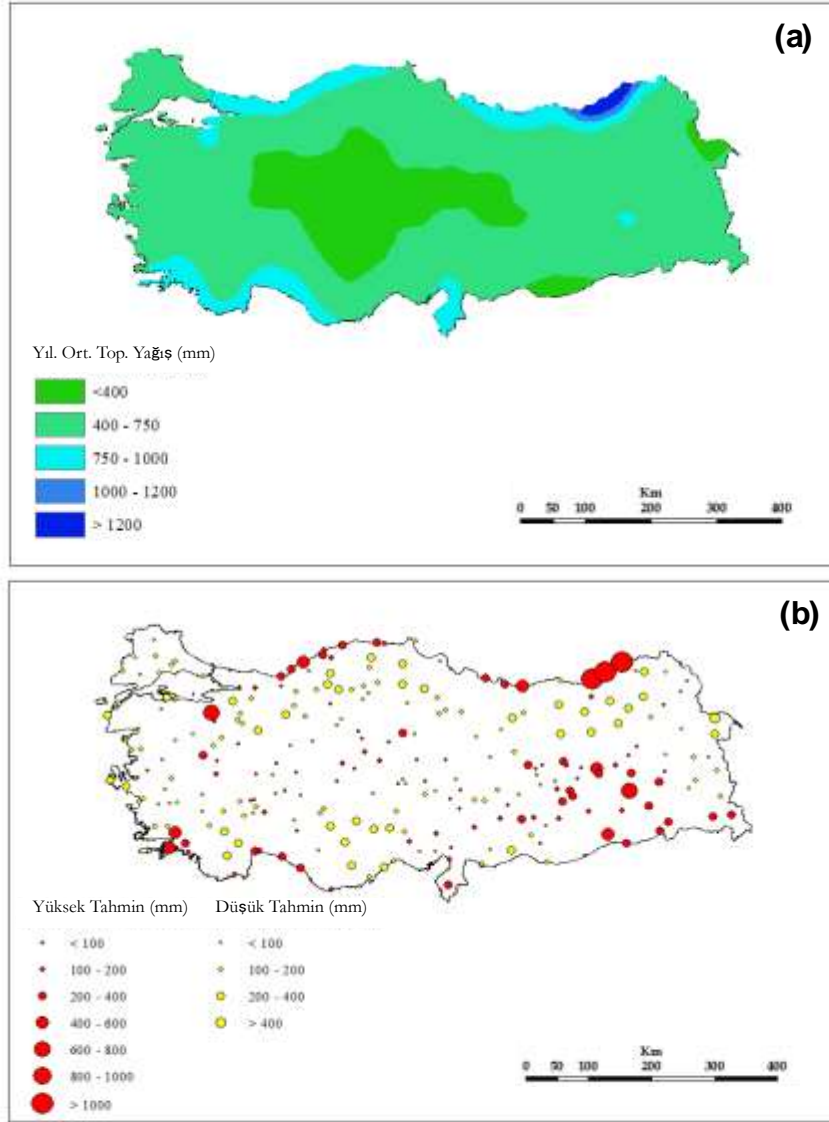 (a)
Yıl. Ort. Top. Yağış (mm)
<400
400 - 750
750 - 1000
1000 - 1200
> 1200
Km
0 50 100 200 300 400
(b)
Yüksek Tahmin (mm) Düşük Tahmin (mm)
< 100 < 100
100 - 200 100 - 200
200 - 400 200 - 400
400 - 600 > 400
600 - 800
800 - 1000
> 1000
Km
0 50 100 200 300 400